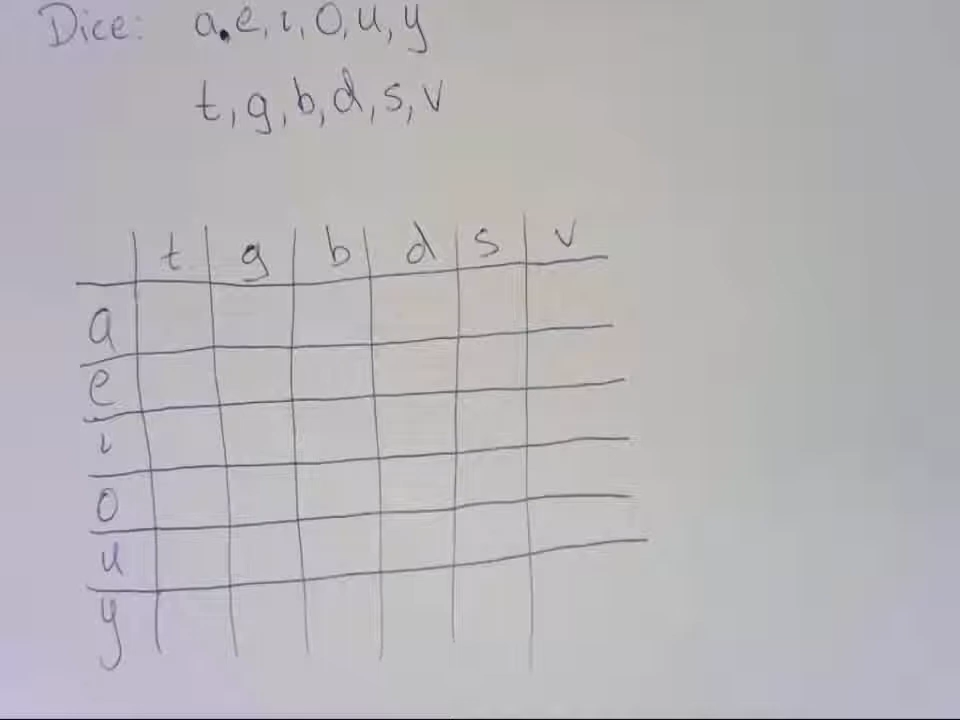 Dice: a, e, i, o, u, y
t, g, b, d, s, v
t g b d s v
a
e
i
o
u
y